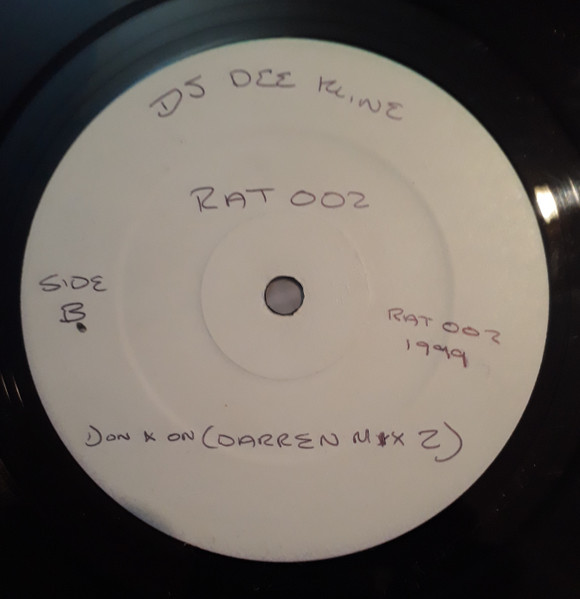 DJ DEE KLINE
RAT 002
SIDE
B.
RAT 002
1999
DON K ON (DARREN MIX 2)